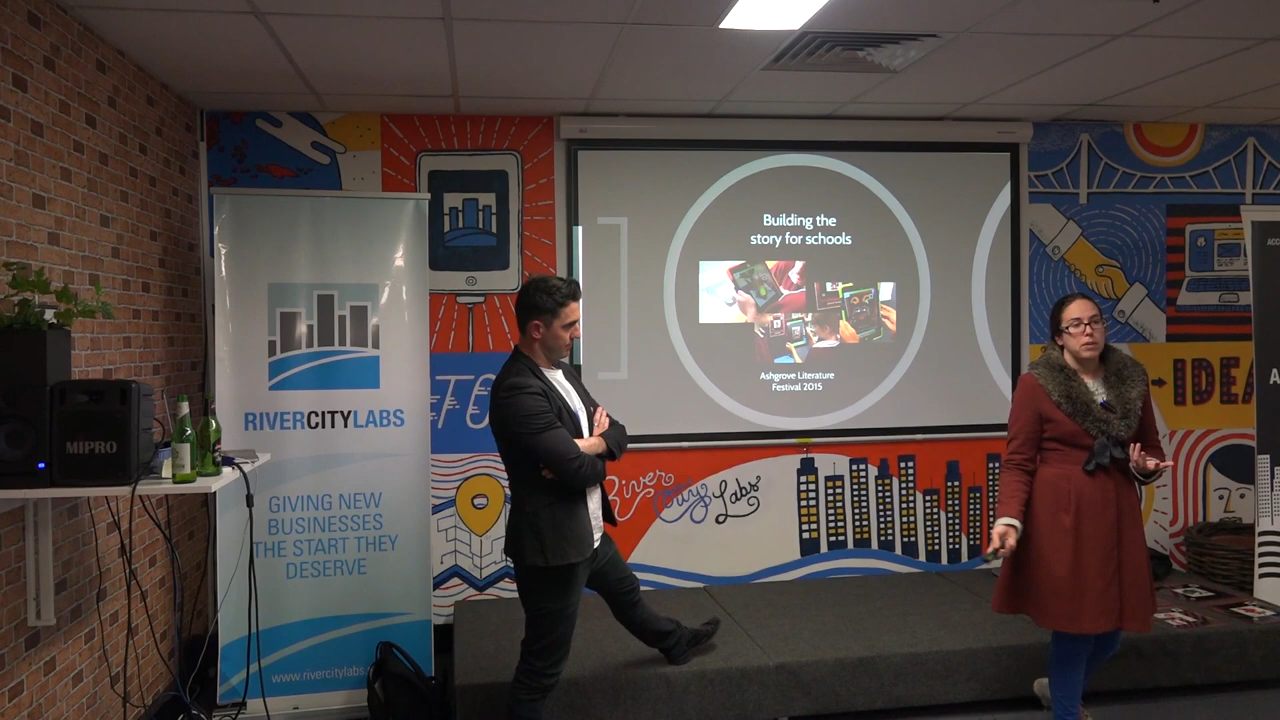 Building the
story for schools
Ashgrove Literature
Festival 2015
RIVERCITYLABS
GIVING NEW
BUSINESSES
THE START THEY
DESERVE
www.rivercitylabs
MIPRO
River City Labs
IDEA